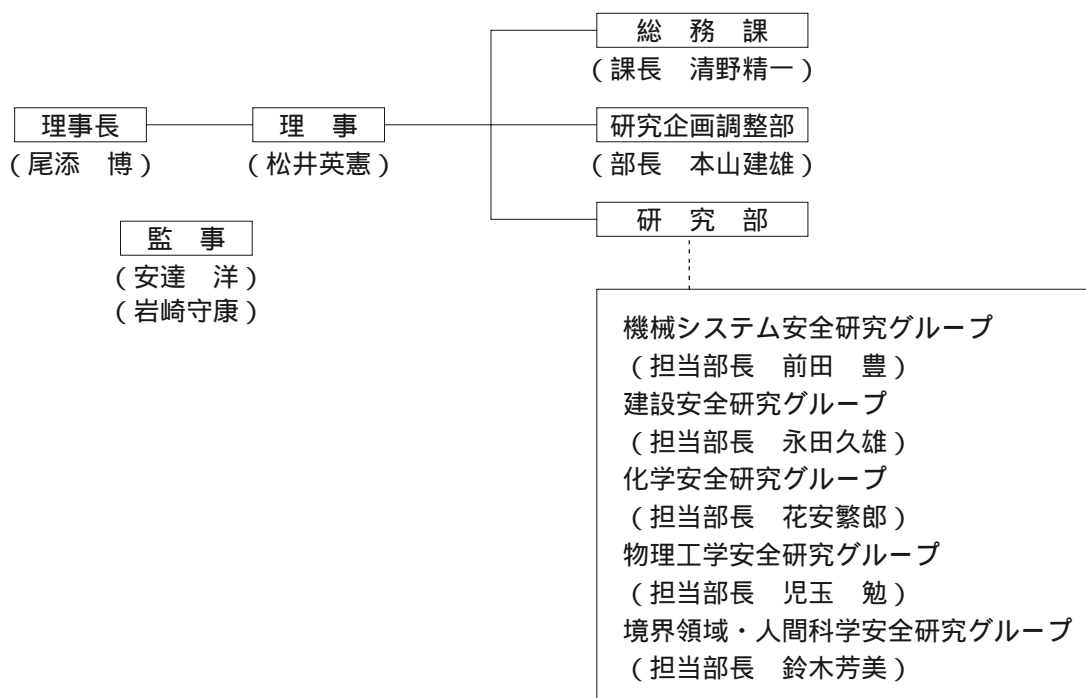 総　務　課
（課長　清野精一）
理事長
（尾添　博）
理　事
（松井英憲）
研究企画調整部
（部長　本山建雄）
研　究　部
監　事
（安達　洋）
（岩崎守康）
機械システム安全研究グループ
（担当部長　前田　豊）
建設安全研究グループ
（担当部長　永田久雄）
化学安全研究グループ
（担当部長　花安繁郎）
物理工学安全研究グループ
（担当部長　児玉　勉）
境界領域・人間科学安全研究グループ
（担当部長　鈴木芳美）